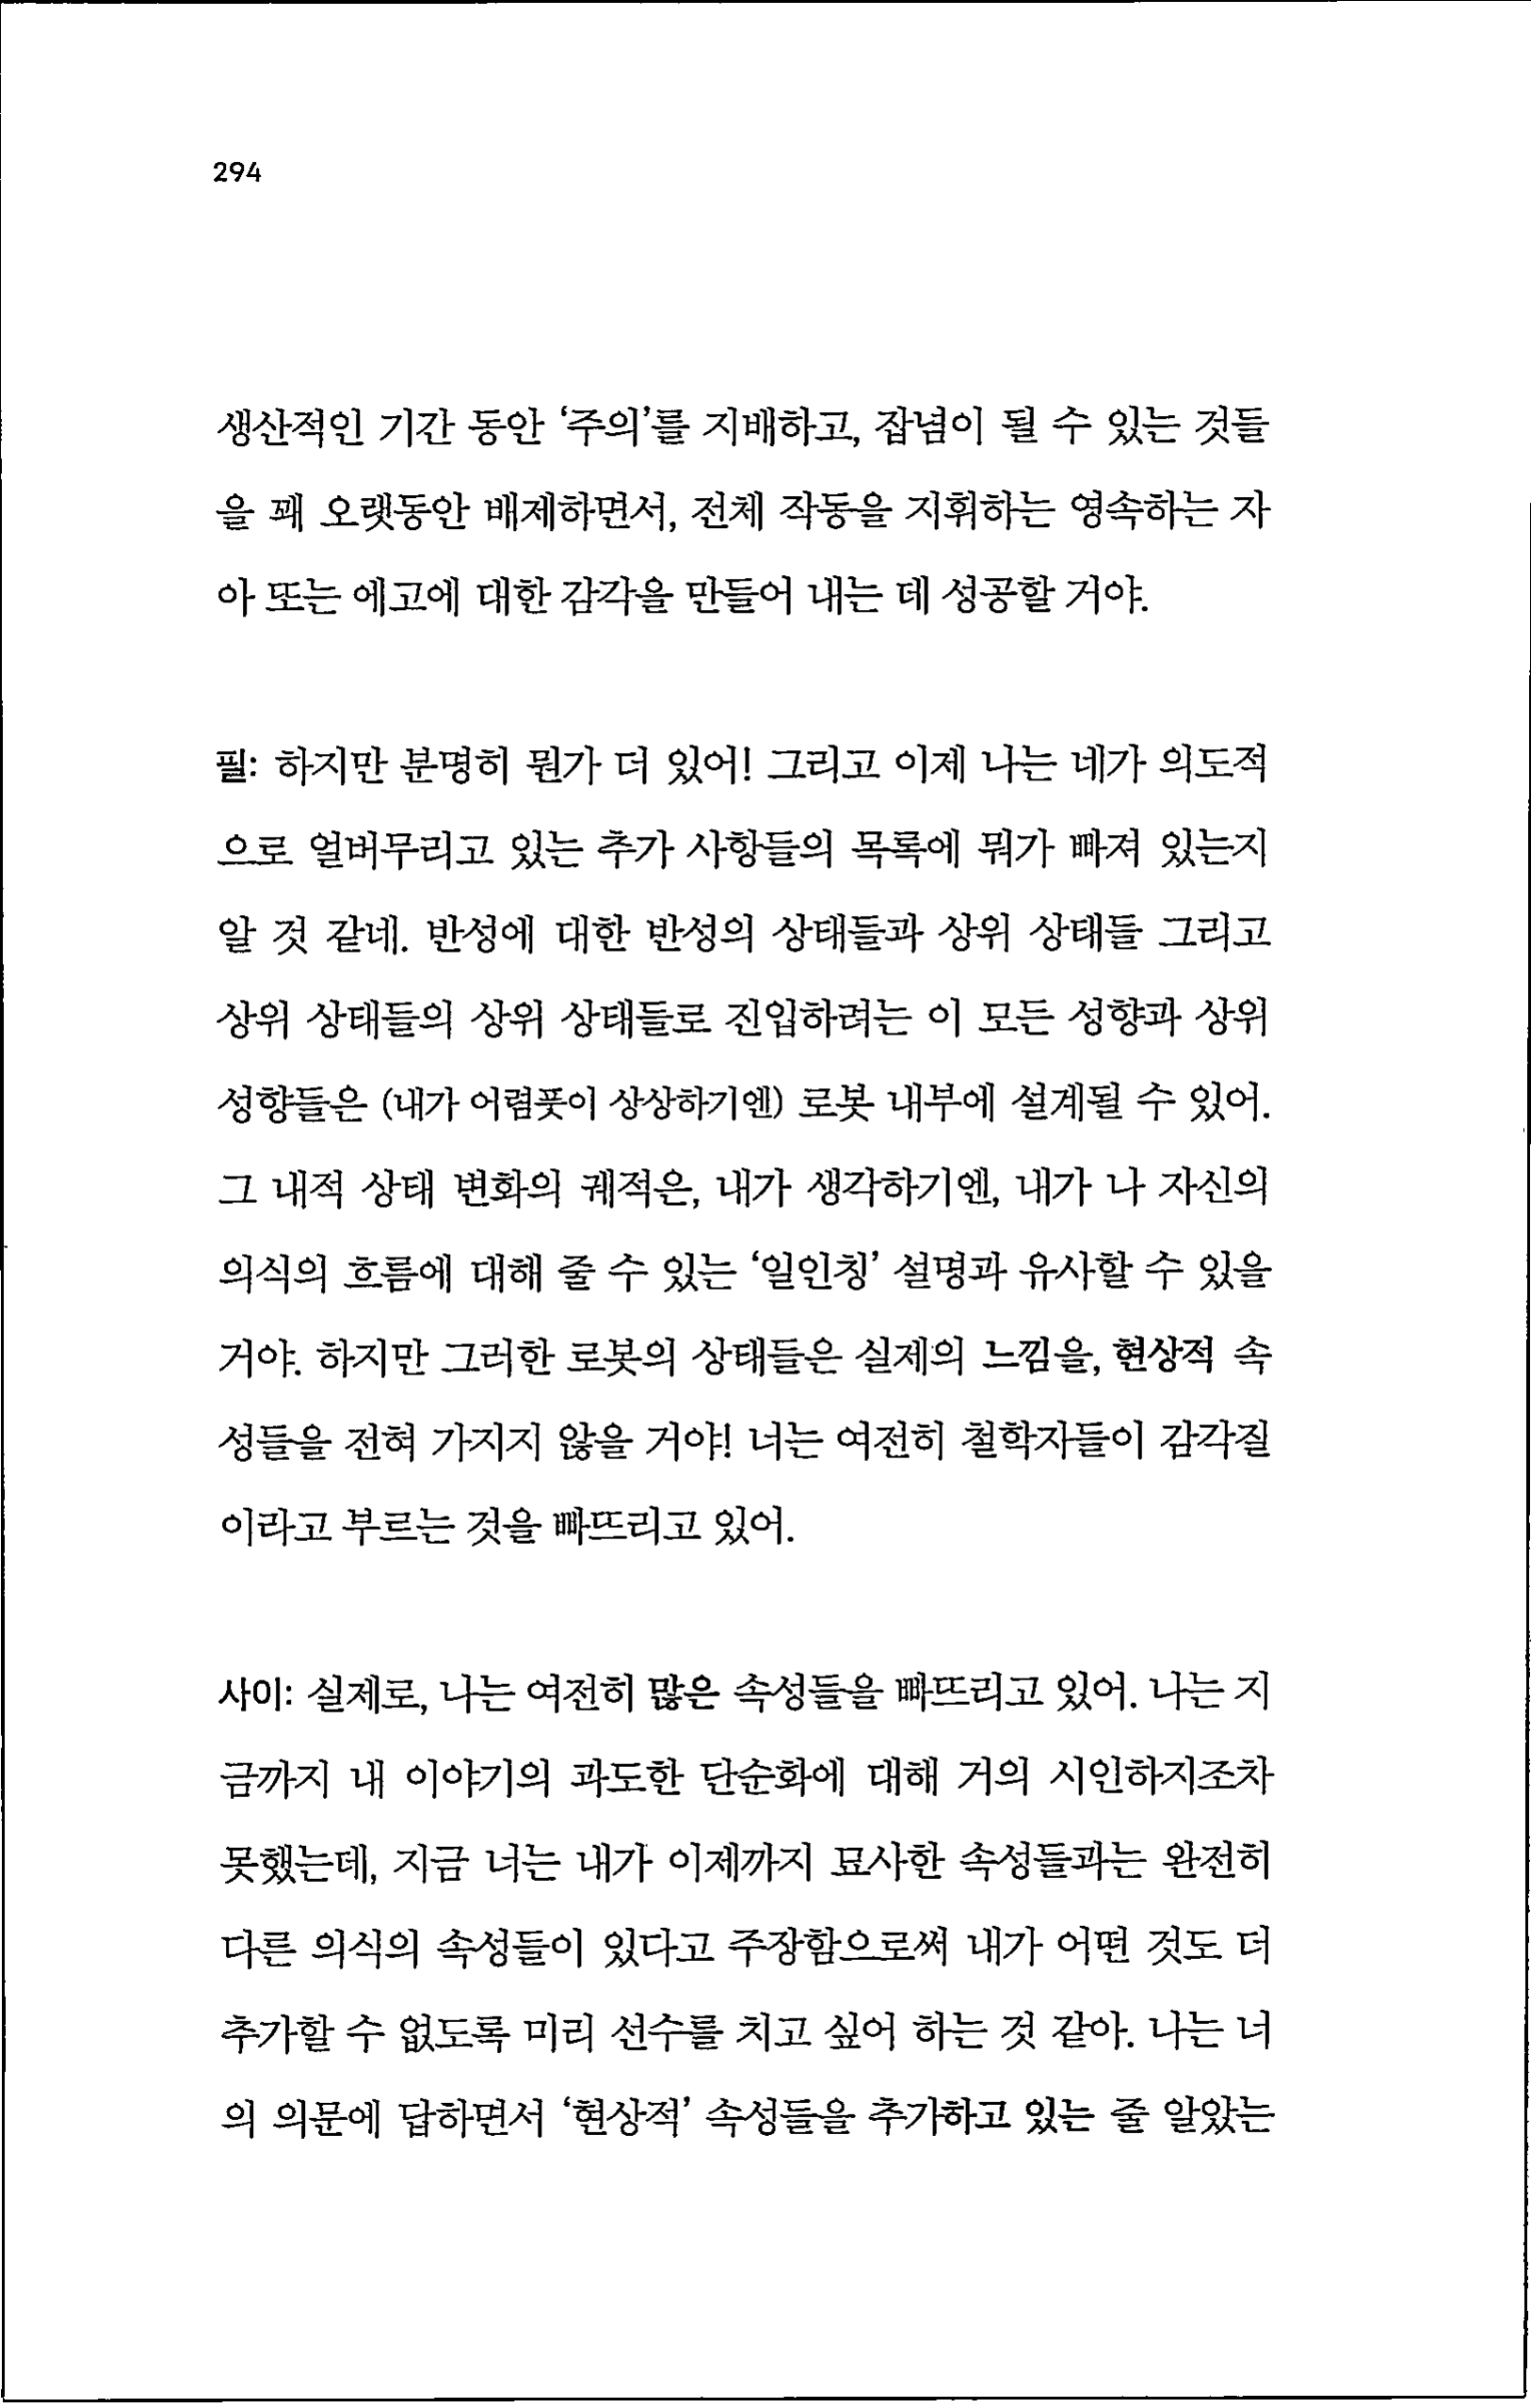 294
생산적인 기간 동안 ‘주의’를 지배하고, 잡념이 될 수 있는 것들
을 꽤 오랫동안 배제하면서, 전체 작동을 지휘하는 영속하는 자
아 또는 에고에 대한 감각을 만들어 내는 데 성공할 거야.
필: 하지만 분명히 뭔가 더 있어! 그리고 이제 나는 네가 의도적
으로 얼버무리고 있는 추가 사항들의 목록에 뭐가 빠져 있는지
알 것 같네. 반성에 대한 반성의 상태들과 상위 상태들 그리고
상위 상태들의 상위 상태들로 진입하려는 이 모든 성향과 상위
성향들은 (내가 어렴풋이 상상하기엔) 로봇 내부에 설계될 수 있어.
그 내적 상태 변화의 궤적은, 내가 생각하기엔, 내가 나 자신의
의식의 흐름에 대해 줄 수 있는 ‘일인칭’ 설명과 유사할 수 있을
거야. 하지만 그러한 로봇의 상태들은 실제의 느낌을, 현상적 속
성들을 전혀 가지지 않을 거야! 너는 여전히 철학자들이 감각질
이라고 부르는 것을 빠뜨리고 있어.
사이: 실제로, 나는 여전히 많은 속성들을 빠뜨리고 있어. 나는 지
금까지 내 이야기의 과도한 단순화에 대해 거의 시인하지조차
못했는데, 지금 너는 내가 이제까지 묘사한 속성들과는 완전히
다른 의식의 속성들이 있다고 주장함으로써 내가 어떤 것도 더
추가할 수 없도록 미리 선수를 치고 싶어 하는 것 같아. 나는 너
의 의문에 답하면서 ‘현상적’ 속성들을 추가하고 있는 줄 알았는